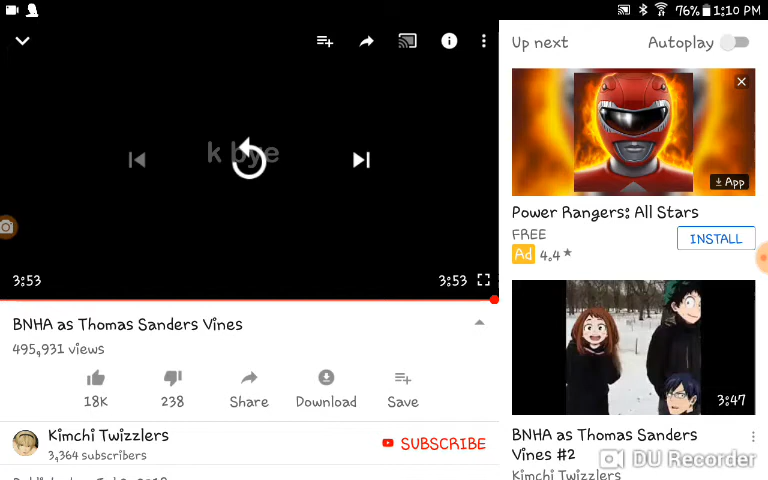 76% 1:10 PM
k bye
3:53
3:53
BNHA as Thomas Sanders Vines
495,931 views
18K
238
Share
Download
Save
Kimchi Twizzlers
3,364 subscribers
SUBSCRIBE
Up next
Autoplay
App
Power Rangers: All Stars
FREE
Ad 4.4★
INSTALL
3:47
BNHA as Thomas Sanders
Vines #2
Kimchi Twizzlers
DU Recorder